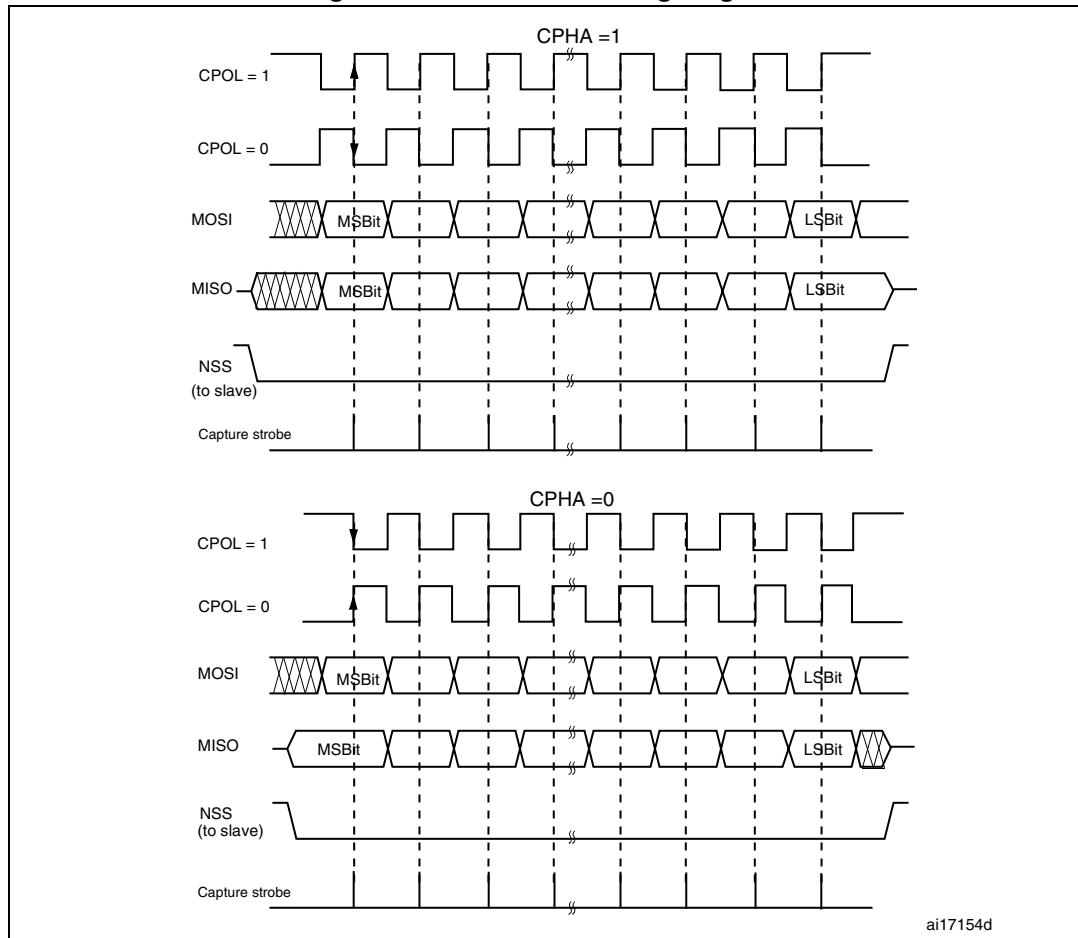 CPHA =1
CPOL = 1
CPOL = 0
MOSI
MSBit
LSBit
MISO
MSBit
LSBit
NSS
(to slave)
Capture strobe
CPHA =0
CPOL = 1
CPOL = 0
MOSI
MSBit
LSBit
MISO
MSBit
LSBit
NSS
(to slave)
Capture strobe
ai17154d